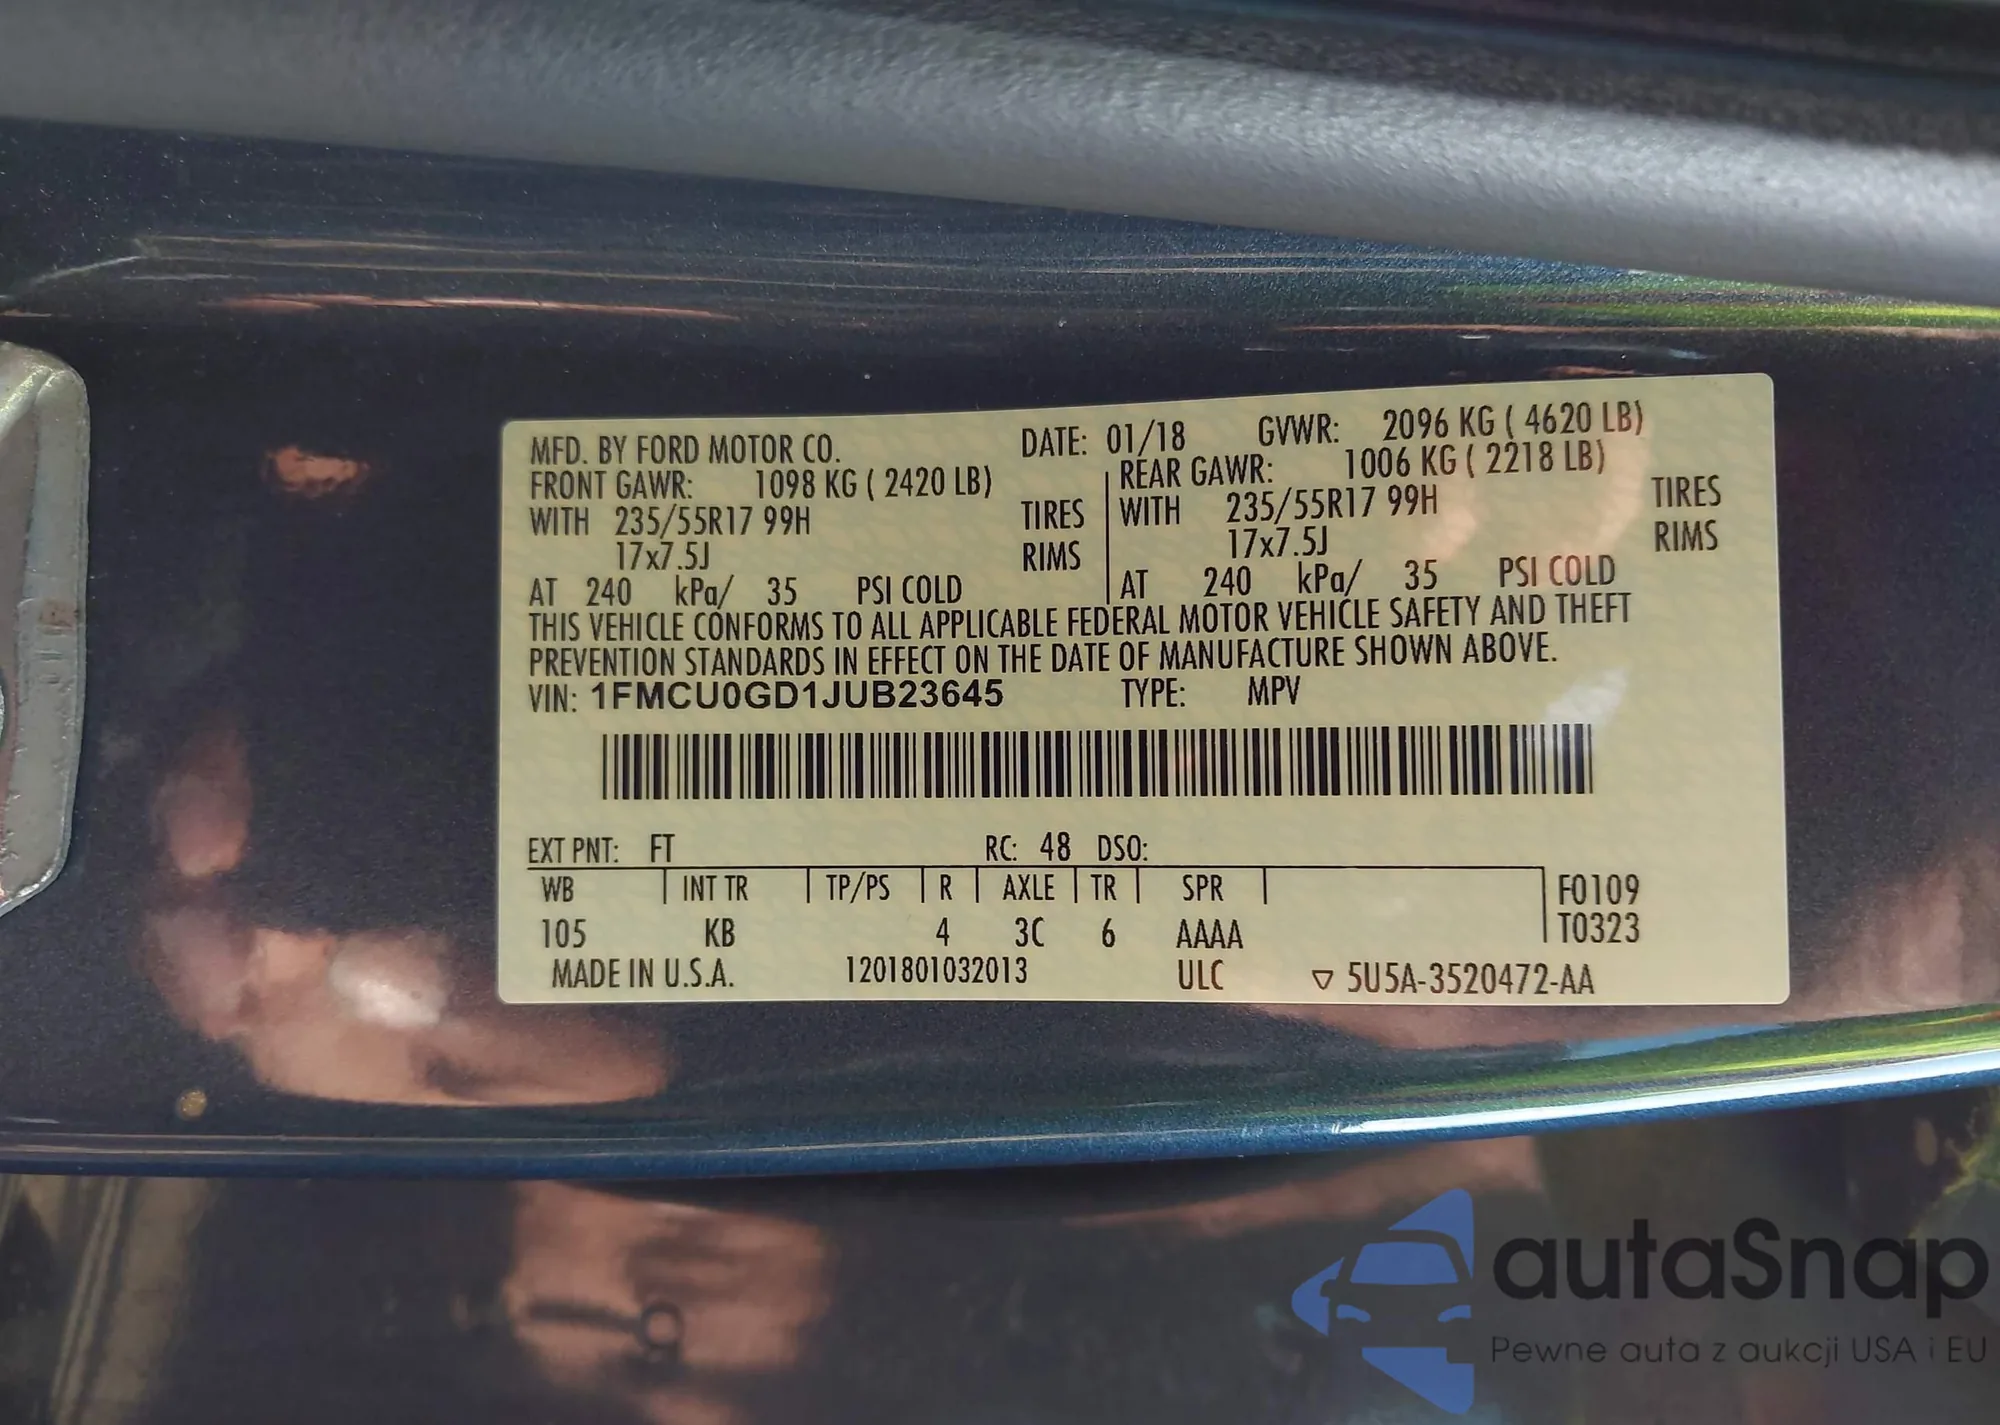 MFD. BY FORD MOTOR CO. DATE: 01/18 GVWR: 2096 KG ( 4620 LB)
FRONT GAWR: 1098 KG ( 2420 LB) REAR GAWR: 1006 KG ( 2218 LB)
WITH 235/55R17 99H TIRES WITH 235/55R17 99H TIRES
17x7.5J RIMS 17x7.5J RIMS
AT 240 kPa/ 35 PSI COLD AT 240 kPa/ 35 PSI COLD
THIS VEHICLE CONFORMS TO ALL APPLICABLE FEDERAL MOTOR VEHICLE SAFETY AND THEFT
PREVENTION STANDARDS IN EFFECT ON THE DATE OF MANUFACTURE SHOWN ABOVE.
VIN: 1FMCU0GD1JUB23645 TYPE: MPV
EXT PNT: FT RC: 48 DSO:
WB INT TR TP/PS R AXLE TR SPR F0109
105 KB 4 3C 6 AAAA T0323
MADE IN U.S.A. 1201801032013 ULC ▽ 5U5A-3520472-AA
autaSnap
Pewne auta z aukcji USA i EU